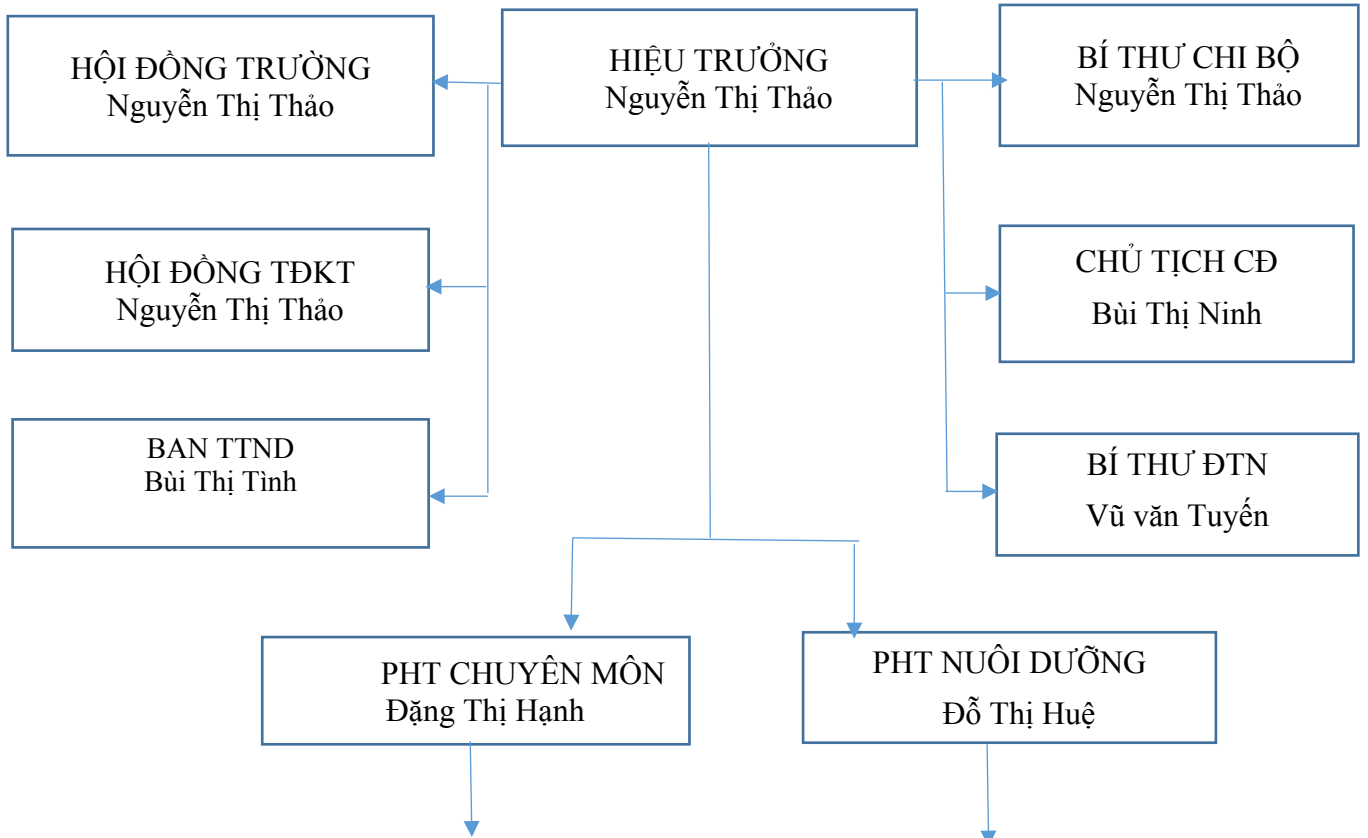 HỘI ĐỒNG TRƯỜNG
Nguyễn Thị Thảo
HIỆU TRƯỞNG
Nguyễn Thị Thảo
BÍ THƯ CHI BỘ
Nguyễn Thị Thảo
HỘI ĐỒNG TĐKT
Nguyễn Thị Thảo
CHỦ TỊCH CĐ
Bùi Thị Ninh
BAN TTND
Bùi Thị Tình
BÍ THƯ ĐTN
Vũ văn Tuyến
PHT CHUYÊN MÔN
Đặng Thị Hạnh
PHT NUÔI DƯỠNG
Đỗ Thị Huệ